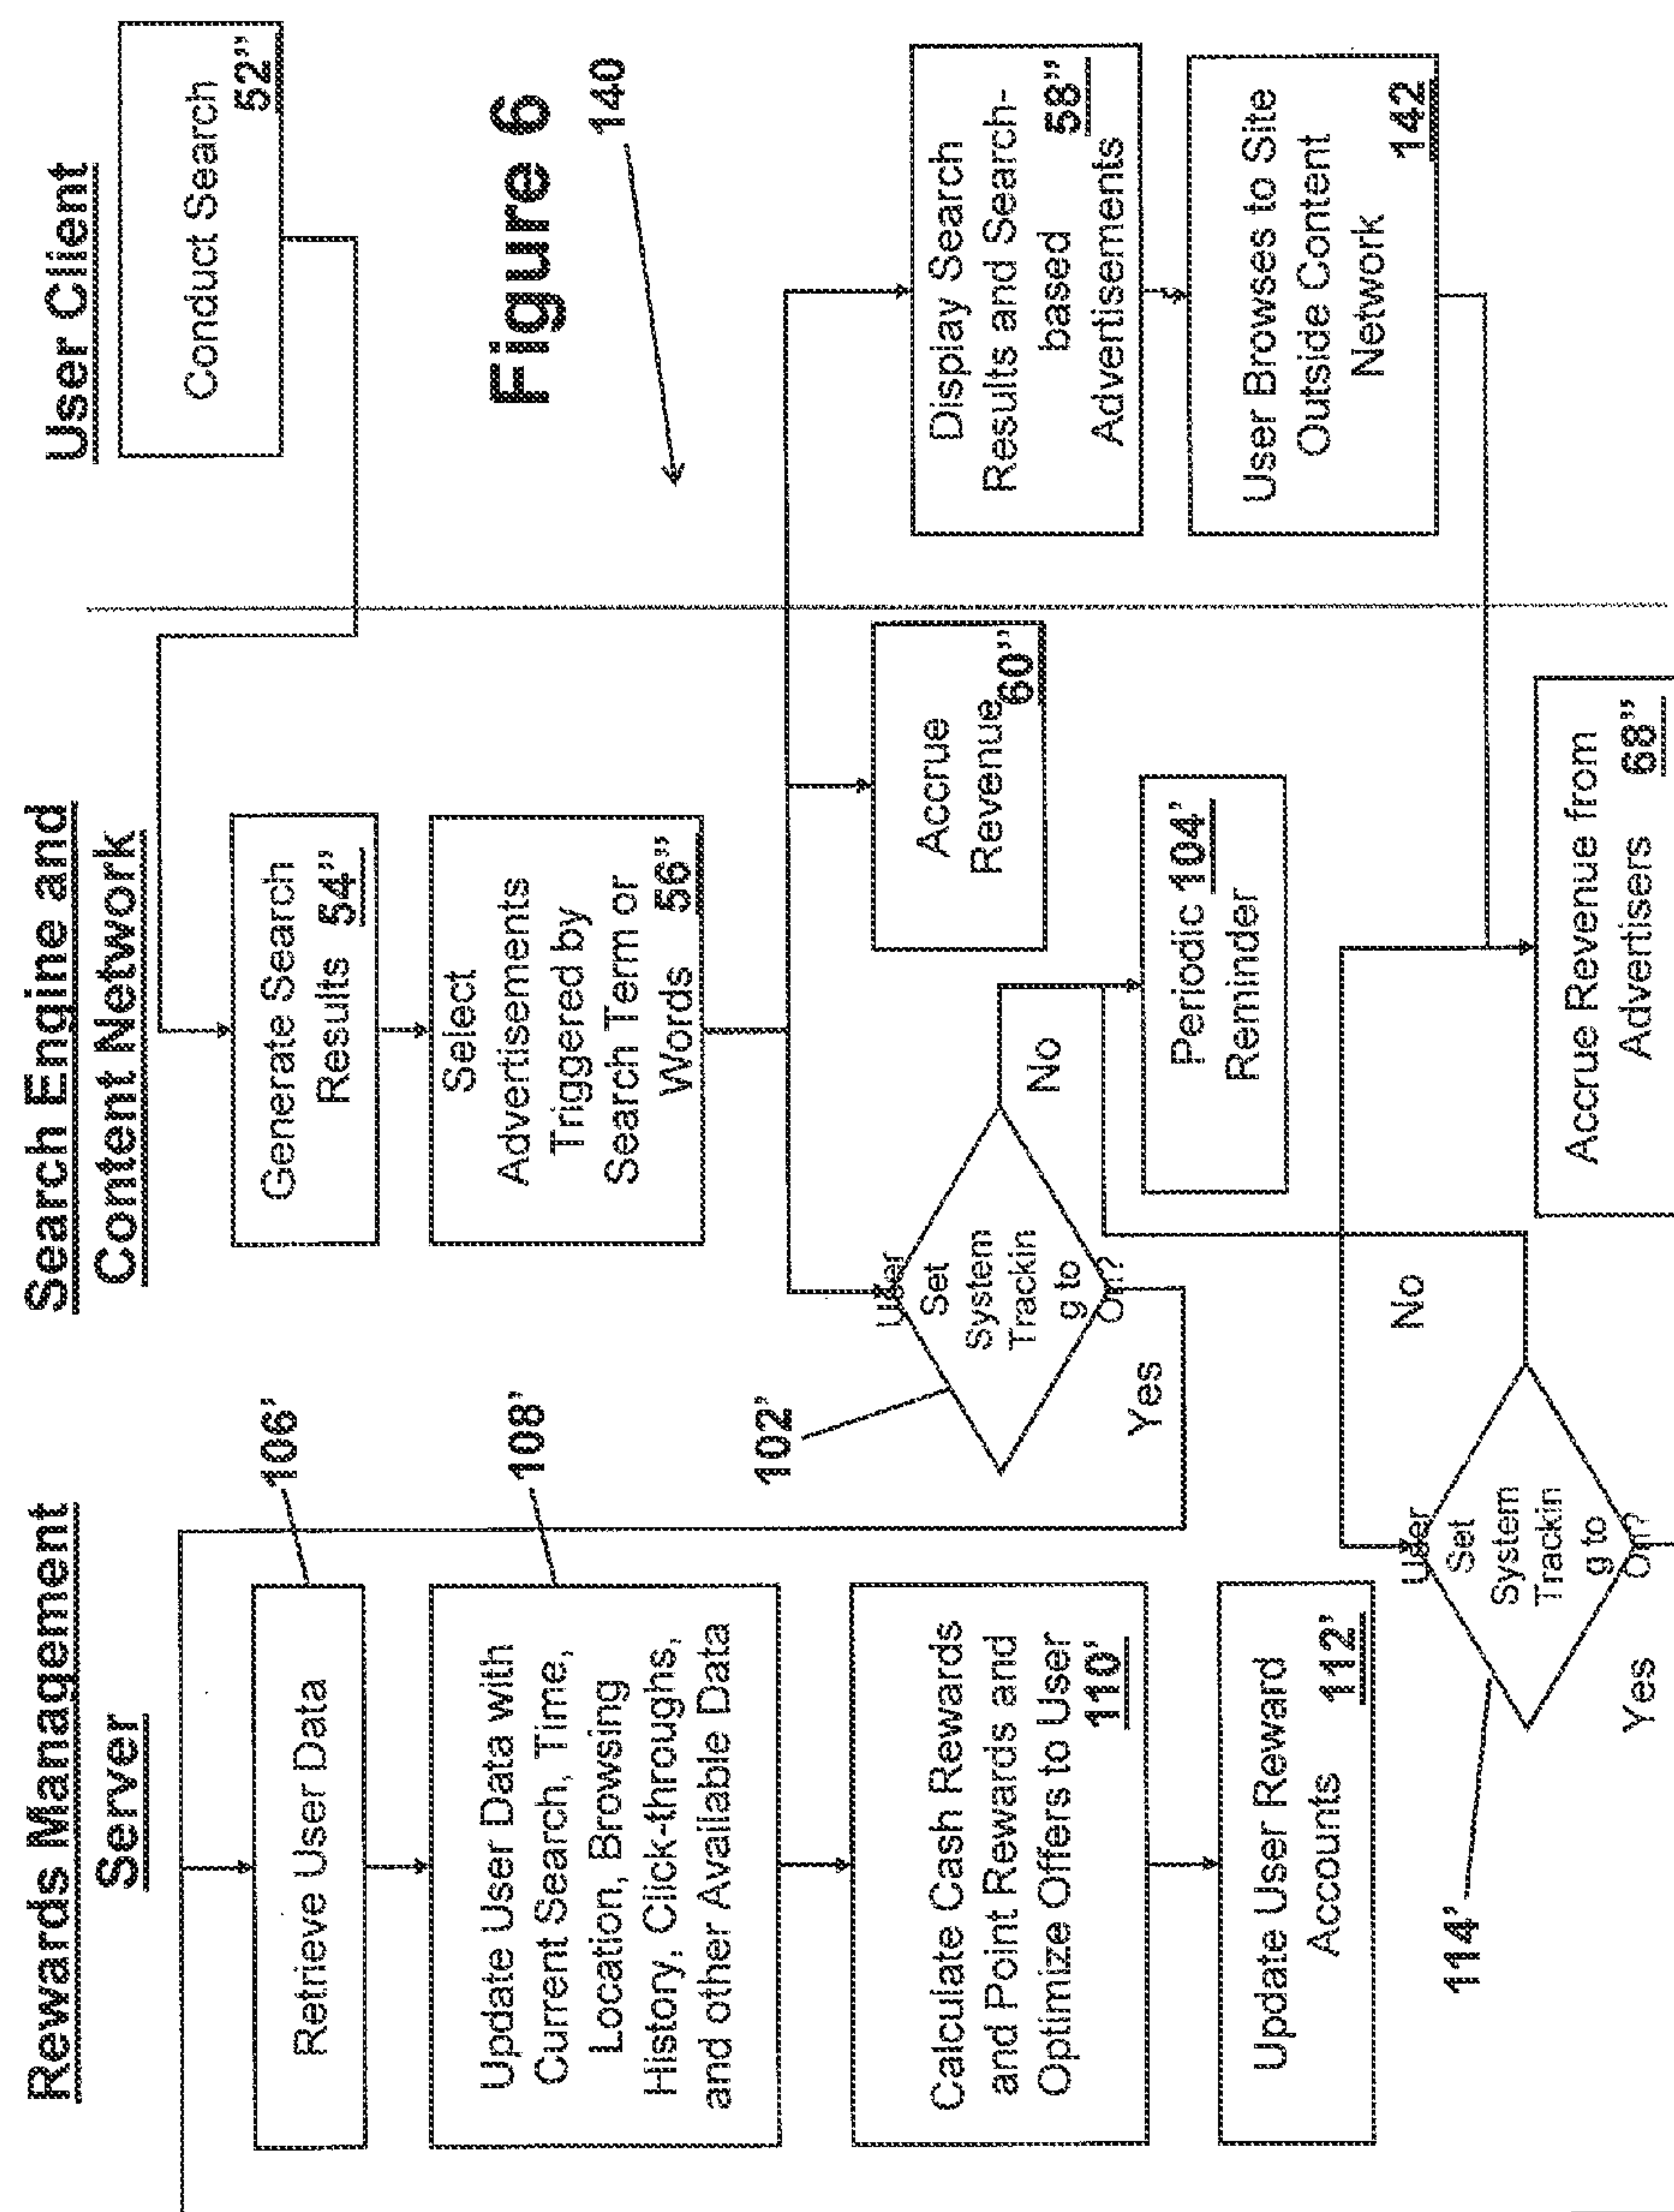 Rewards Management
Server
Search Engine and
Content Network
User Client
Conduct Search
52”
Figure 6
140
Generate Search
Results 54”
Select
Advertisements
Triggered by
Search Term or
Words 56”
Accrue
Revenue
60”
Display Search
Results and Search-
based 58”
Advertisements
User Browses to Site
Outside Content
Network 142
102’
User
Set
System
Trackin
g to
On?
No
Yes
Periodic 104’
Reminder
106’
Retrieve User Data
108’
Update User Data with
Current Search, Time,
Location, Browsing
History, Click-throughs,
and other Available Data
Calculate Cash Rewards
and Point Rewards and
Optimize Offers to User
110’
Update User Reward
Accounts 112’
114’
User
Set
System
Trackin
g to
On?
No
Yes
Accrue Revenue from
Advertisers 68”